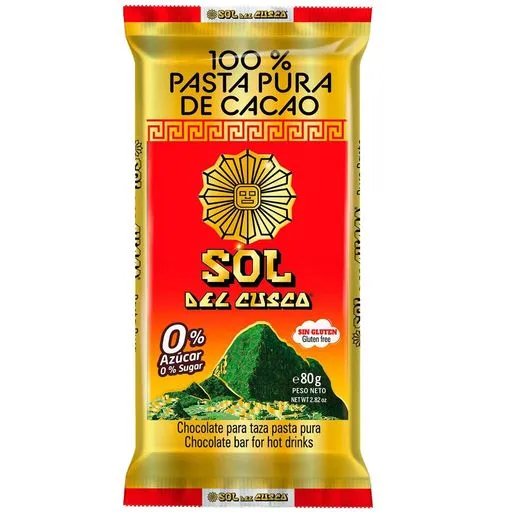 SOL DEL CUSCO
100 %
PASTA PURA
DE CACAO
SOL
DEL CUSCO®
0%
Azúcar
0% Sugar
SIN GLUTEN
Gluten free
℮80g
PESO NETO
NET WT 2.82 oz
Chocolate para taza pasta pura
Chocolate bar for hot drinks
SOL DEL CUSCO